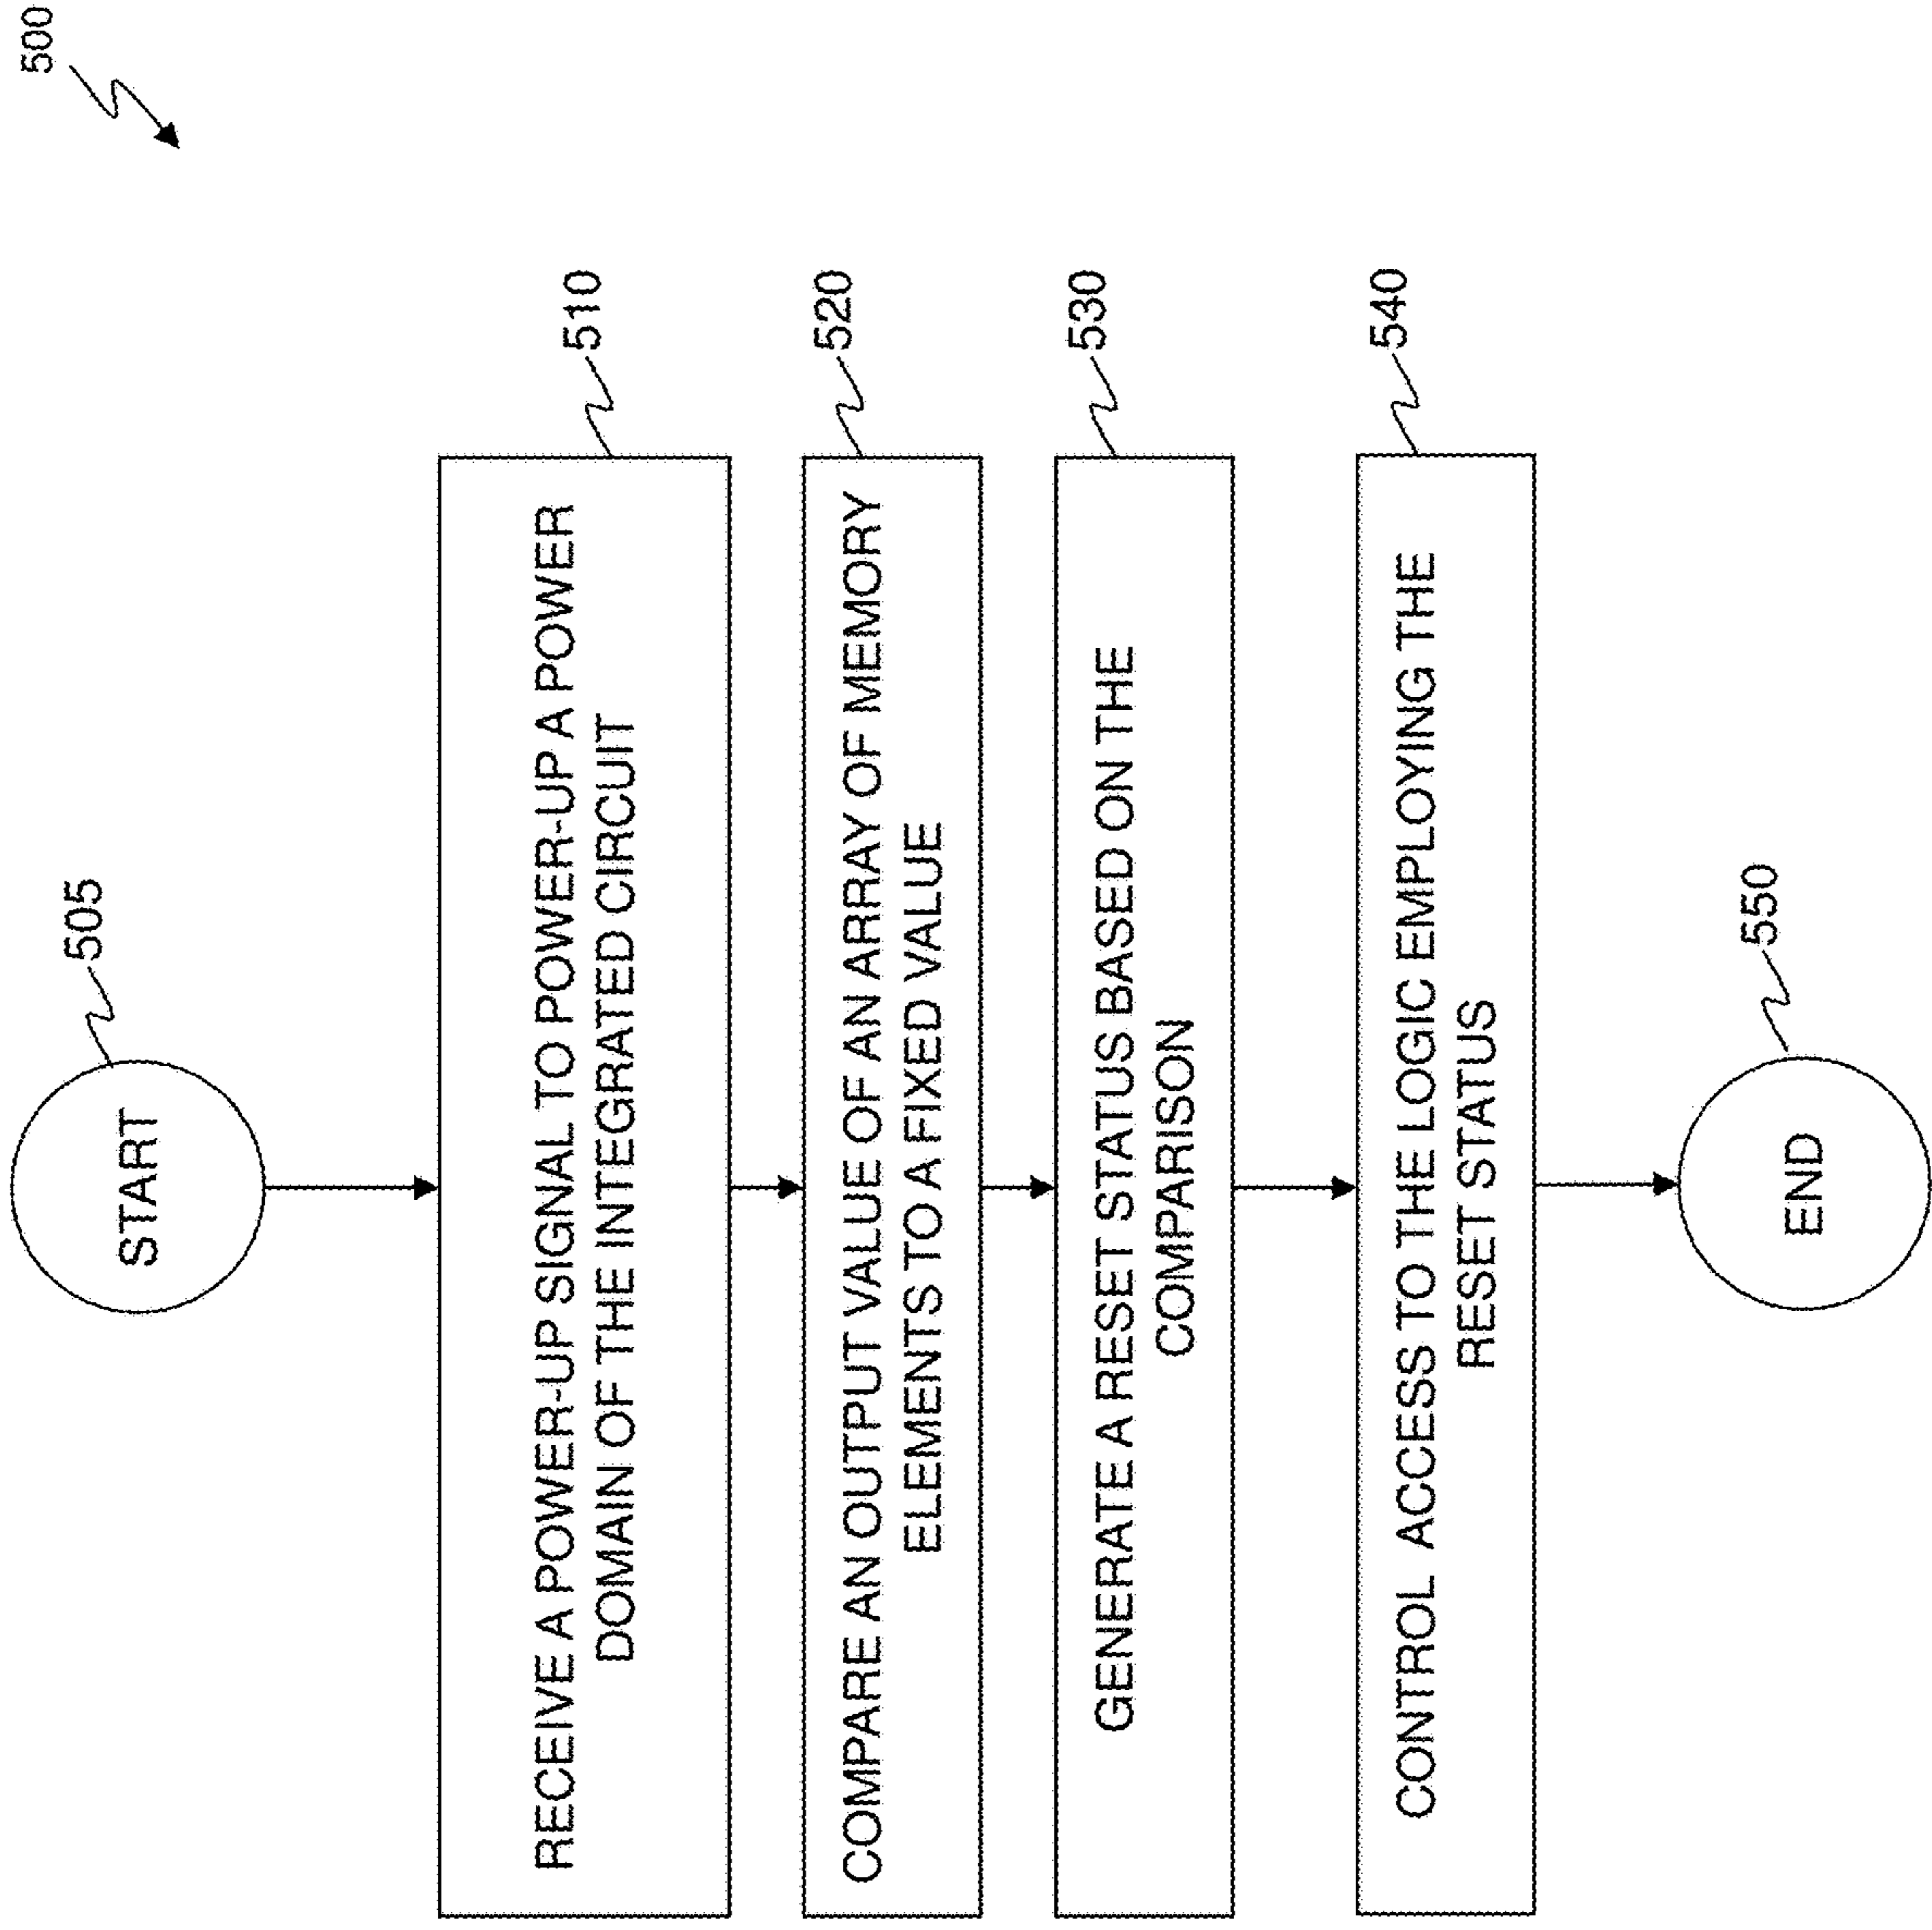 500
505
START
510
RECEIVE A POWER-UP SIGNAL TO POWER-UP A POWER
DOMAIN OF THE INTEGRATED CIRCUIT
520
COMPARE AN OUTPUT VALUE OF AN ARRAY OF MEMORY
ELEMENTS TO A FIXED VALUE
530
GENERATE A RESET STATUS BASED ON THE
COMPARISON
540
CONTROL ACCESS TO THE LOGIC EMPLOYING THE
RESET STATUS
550
END